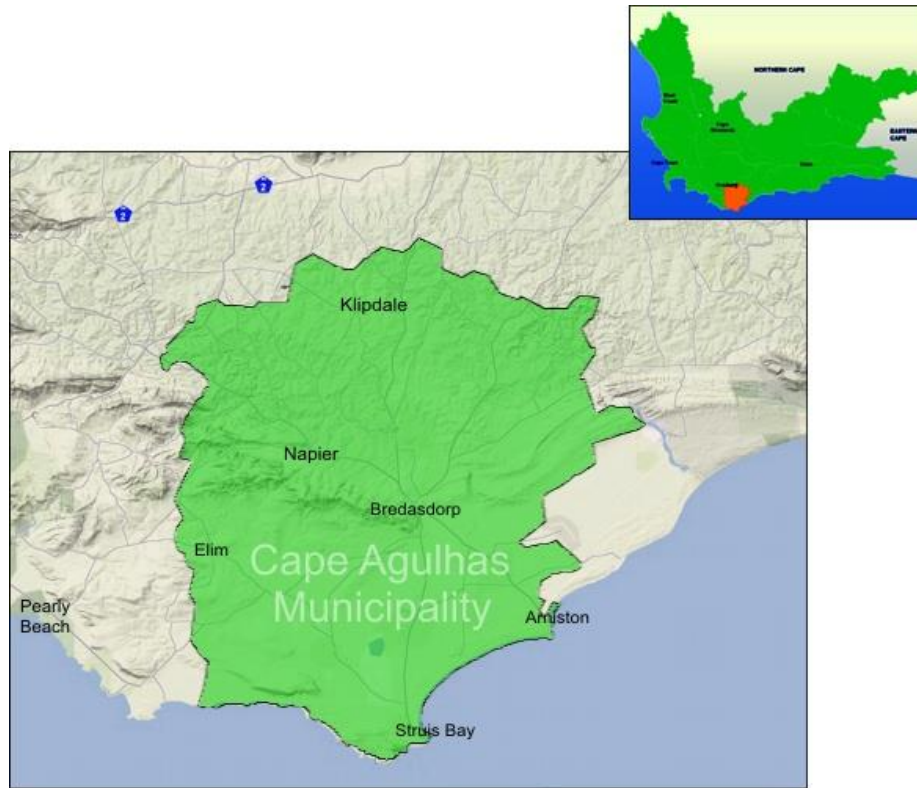 NORTHERN CAPE
EASTERN
CAPE
2
2
Klipdale
Napier
Bredasdorp
Elim
Cape Agulhas
Municipality
Pearly
Beach
Arniston
Struis Bay